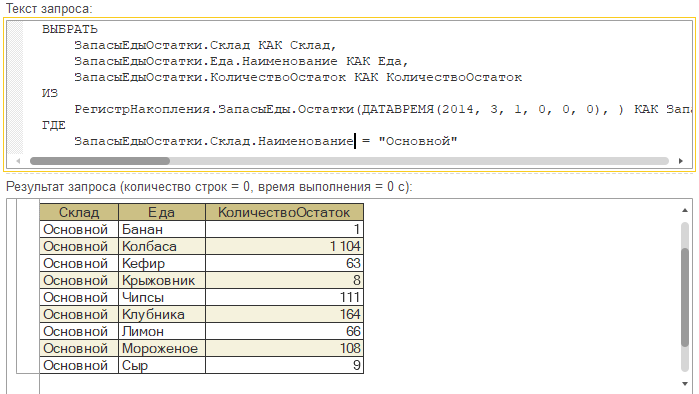 Текст запроса:
ВЫБРАТЬ
ЗапасыЕдыОстатки.Склад КАК Склад,
ЗапасыЕдыОстатки.Еда.Наименование КАК Еда,
ЗапасыЕдыОстатки.КоличествоОстаток КАК КоличествоОстаток
ИЗ
РегистрНакопления.ЗапасыЕды.Остатки(ДАТАВРЕМЯ(2014, 3, 1, 0, 0, 0), ) КАК Запа
ГДЕ
ЗапасыЕдыОстатки.Склад.Наименование = "Основной"
Результат запроса (количество строк = 0, время выполнения = 0 с):
Склад Еда КоличествоОстаток
Основной Банан 1
Основной Колбаса 1 104
Основной Кефир 63
Основной Крыжовник 8
Основной Чипсы 111
Основной Клубника 164
Основной Лимон 66
Основной Мороженое 108
Основной Сыр 9